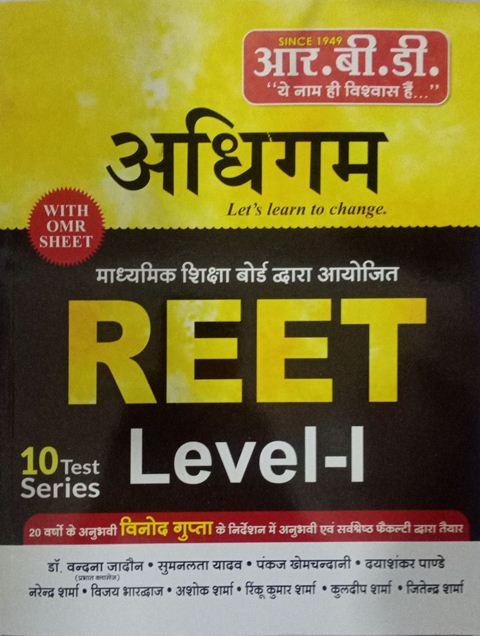 SINCE 1949
आर.बी.डी.
“ये नाम ही विश्वास हैं...”
अधिगम
Let's learn to change.
WITH
OMR
SHEET
माध्यमिक शिक्षा बोर्ड द्वारा आयोजित
REET
Level-I
10 Test
Series
20 वर्षो के अनुभवी विनोद गुप्ता के निर्देशन में अनुभवी एवं सर्वश्रेष्ठ फैकल्टी द्वारा तैयार
डॉ. वन्दना जादौन • सुमनलता यादव • पंकज खेमचन्दानी • दयाशंकर पाण्डे
(प्रभात क्लासेज)
नरेन्द्र शर्मा • विजय भारद्वाज • अशोक शर्मा • रिंकू कुमार शर्मा • कुलदीप शर्मा • जितेन्द्र शर्मा